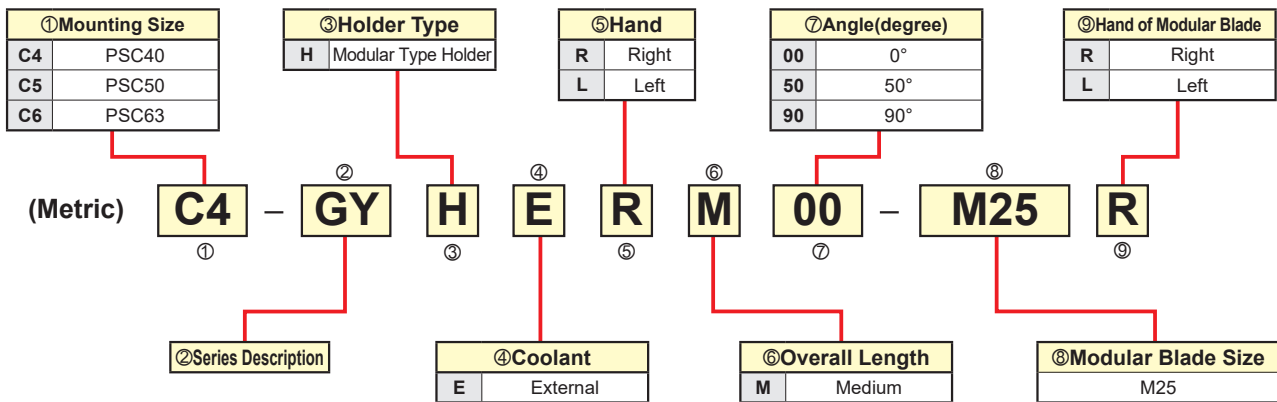 ①Mounting Size
C4 PSC40
C5 PSC50
C6 PSC63
③Holder Type
H Modular Type Holder
⑤Hand
R Right
L Left
⑦Angle(degree)
00 0°
50 50°
90 90°
⑨Hand of Modular Blade
R Right
L Left
② ④ ⑥ ⑧
(Metric) C4 – GY H E R M 00 – M25 R
① ③ ⑤ ⑦ ⑨
②Series Description
④Coolant
E External
⑥Overall Length
M Medium
⑧Modular Blade Size
M25